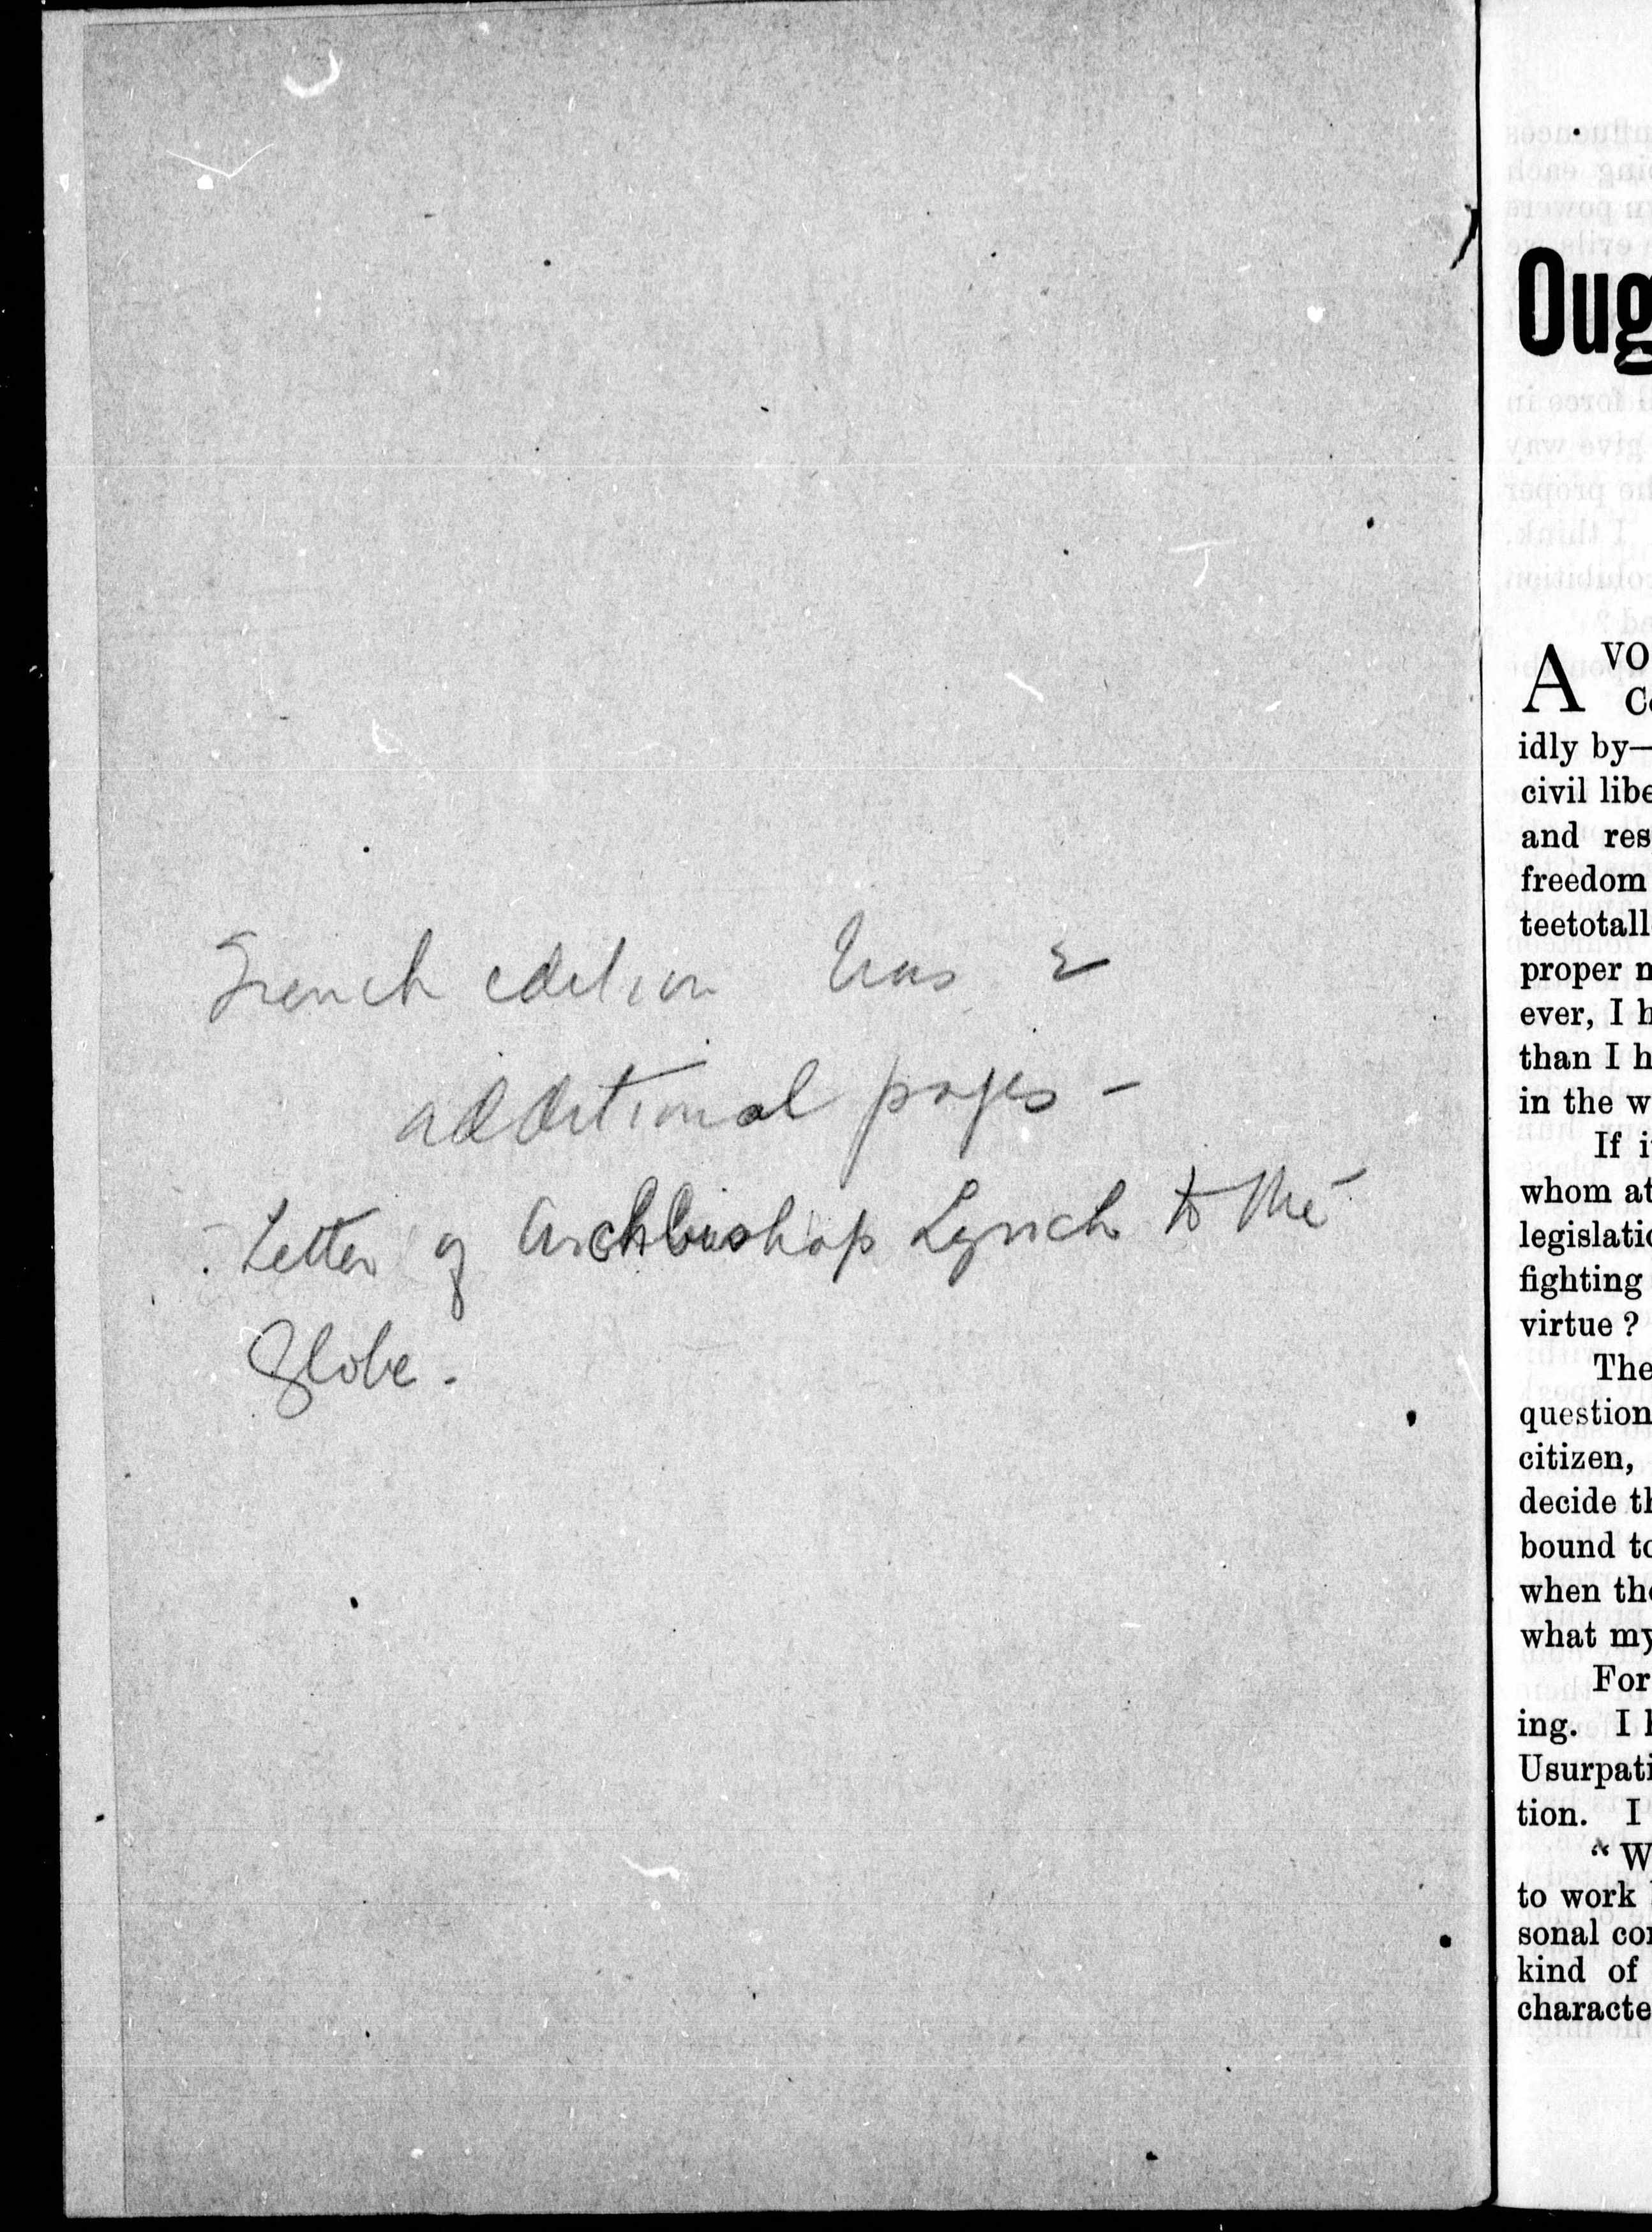 French edition has 2
additional pages -
Letter of Archbishop Lynch to the
Globe.
Oug
A VO
Co
idly by—
civil libe
and res
freedom
teetotall
proper m
ever, I h
than I h
in the w
If i
whom at
legislatio
fighting
virtue ?
The
question
citizen,
decide th
bound to
when the
what my
For
ing. I h
Usurpati
tion. I
" W
to work
sonal con
kind of
characte